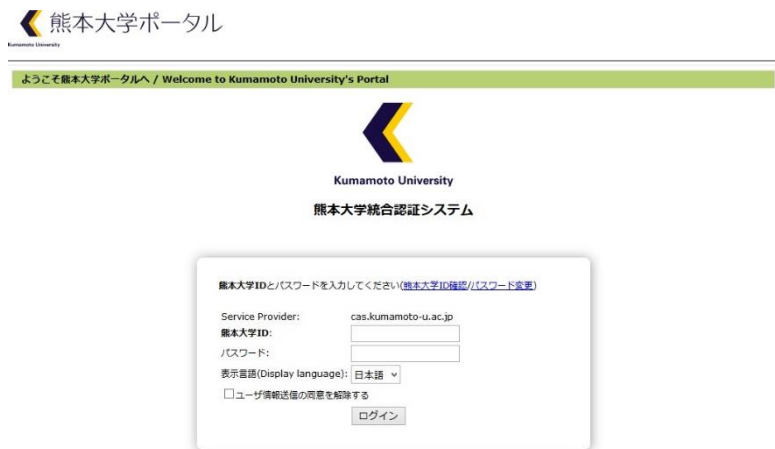 熊本大学ポータル
Kumamoto University
ようこそ熊本大学ポータルへ / Welcome to Kumamoto University's Portal
Kumamoto University
熊本大学統合認証システム
熊本大学IDとパスワードを入力してください(熊本大学ID確認/パスワード変更)
Service Provider: cas.kumamoto-u.ac.jp
熊本大学ID:
パスワード:
表示言語(Display language): 日本語
ユーザ情報送信の同意を解除する
ログイン